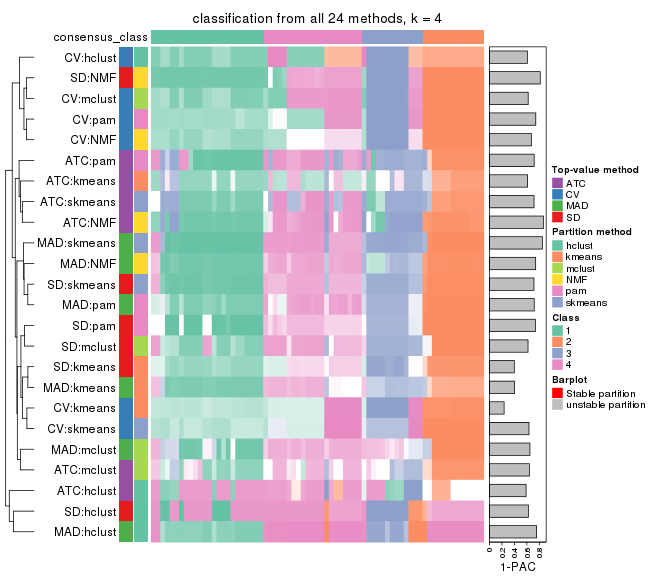 classification from all 24 methods, k = 4
consensus_class
CV:hclust
SD:NMF
CV:mclust
CV:pam
CV:NMF
ATC:pam
ATC:kmeans
ATC:skmeans
ATC:NMF
MAD:skmeans
MAD:NMF
SD:skmeans
MAD:pam
SD:pam
SD:mclust
SD:kmeans
MAD:kmeans
CV:kmeans
CV:skmeans
MAD:mclust
ATC:mclust
ATC:hclust
SD:hclust
MAD:hclust
0 0.2 0.4 0.6 0.8
1-PAC
Top-value method
ATC
CV
MAD
SD
Partition method
hclust
kmeans
mclust
NMF
pam
skmeans
Class
1
2
3
4
Barplot
Stable partition
unstable partition